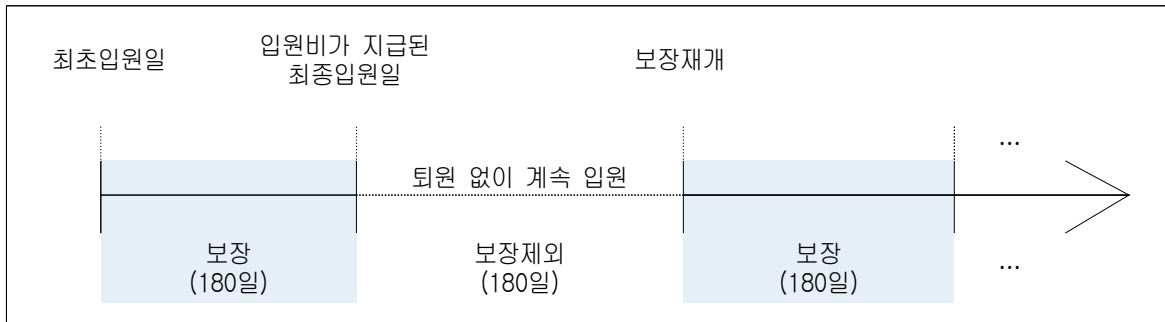 최초입원일
입원비가 지급된
최종입원일
보장재개
...
퇴원 없이 계속 입원
보장
(180일)
보장제외
(180일)
보장
(180일)
...